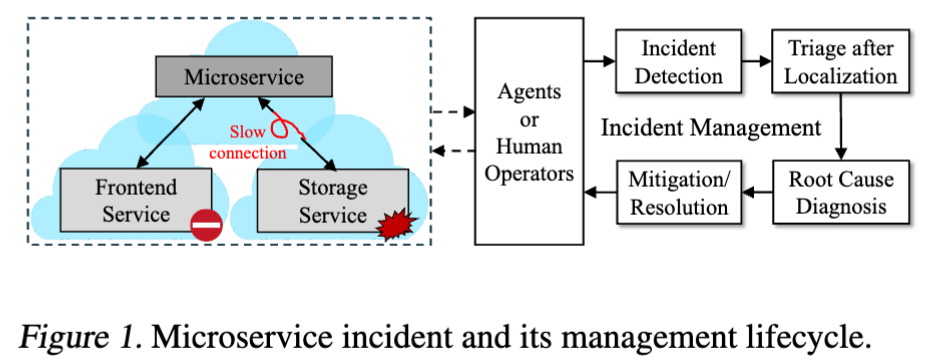 Microservice
Slow
connection
Frontend
Service
Storage
Service
Agents
or
Human
Operators
Incident
Detection
Triage after
Localization
Incident Management
Mitigation/
Resolution
Root Cause
Diagnosis
Figure 1. Microservice incident and its management lifecycle.